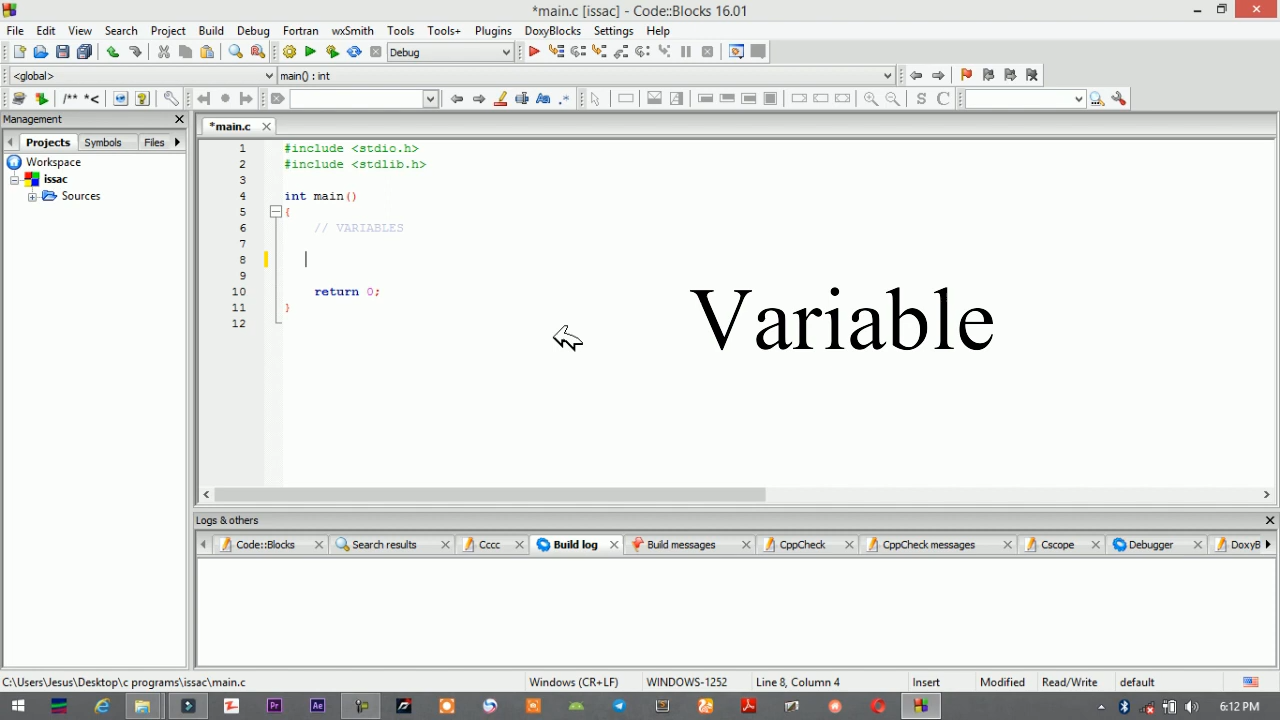 *main.c [issac] - Code::Blocks 16.01
File Edit View Search Project Build Debug Fortran wxSmith Tools Tools+ Plugins DoxyBlocks Settings Help
Debug
<global> main() : int
/** *<
S C
Management
*main.c
Projects Symbols Files
Workspace
issac
Sources
1 #include <stdio.h>
2 #include <stdlib.h>
3
4 int main()
5 {
6 // VARIABLES
7
8
9
10 return 0;
11 }
12
Variable
Logs & others
Code::Blocks Search results Cccc Build log Build messages CppCheck CppCheck messages Cscope Debugger DoxyB
C:\Users\Jesus\Desktop\c programs\issac\main.c Windows (CR+LF) WINDOWS-1252 Line 8, Column 4 Insert Modified Read/Write default
Pr Ae 6:12 PM